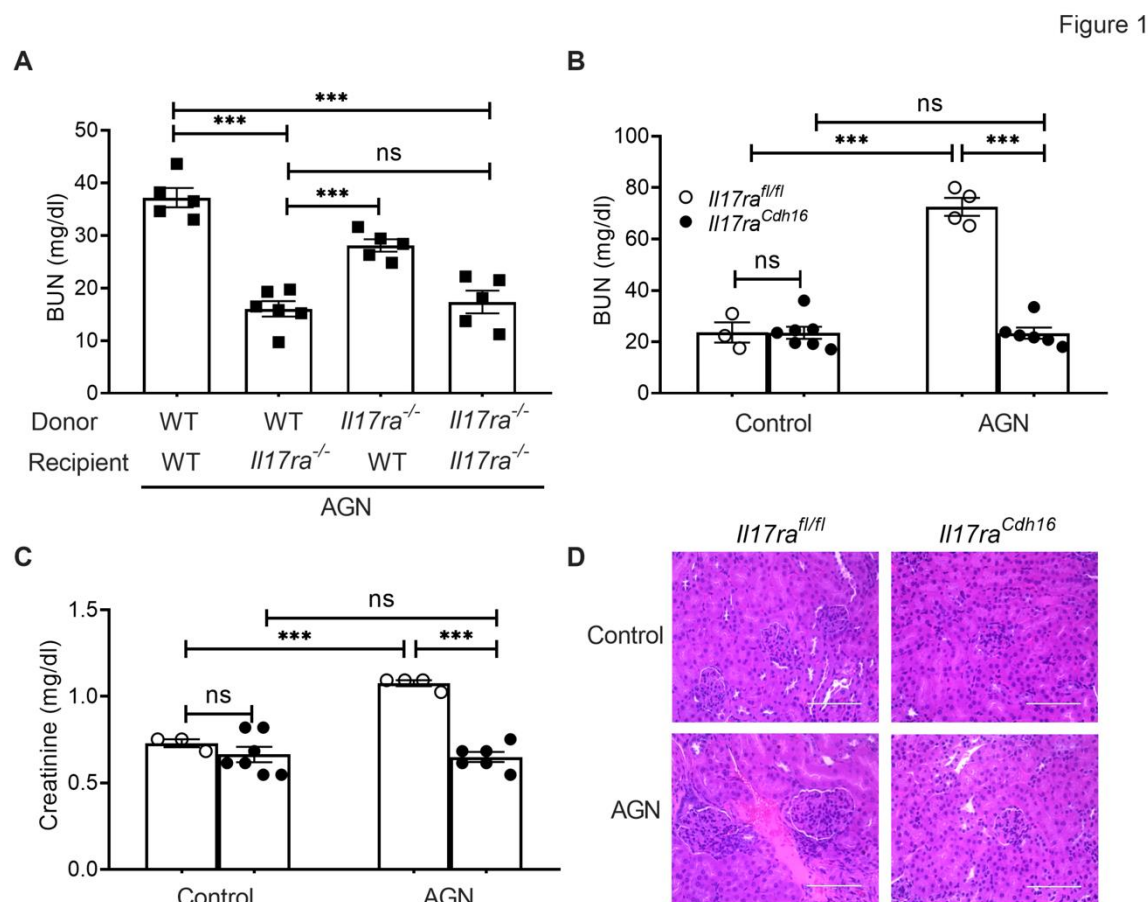 Figure 1
A
***
***
ns
***
50
40
30
20
10
0
BUN (mg/dl)
Donor WT WT Il17ra-/- Il17ra-/-
Recipient WT Il17ra-/- WT Il17ra-/-
AGN
B
ns
***
***
ns
100
80
60
40
20
0
BUN (mg/dl)
Il17rafl/fl
Il17raCdh16
Control AGN
C
ns
***
***
ns
1.5
1.0
0.5
0.0
Creatinine (mg/dl)
Control AGN
D
Il17rafl/fl Il17raCdh16
Control
AGN